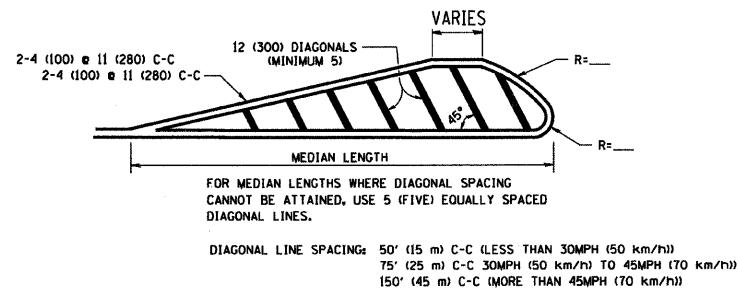 VARIES
12 (300) DIAGONALS
(MINIMUM 5)
2-4 (100) @ 11 (280) C-C
2-4 (100) @ 11 (280) C-C
R=___
45°
R=___
MEDIAN LENGTH
FOR MEDIAN LENGTHS WHERE DIAGONAL SPACING
CANNOT BE ATTAINED, USE 5 (FIVE) EQUALLY SPACED
DIAGONAL LINES.
DIAGONAL LINE SPACING: 50' (15 m) C-C (LESS THAN 30MPH (50 km/h))
75' (25 m) C-C 30MPH (50 km/h) TO 45MPH (70 km/h))
150' (45 m) C-C (MORE THAN 45MPH (70 km/h))